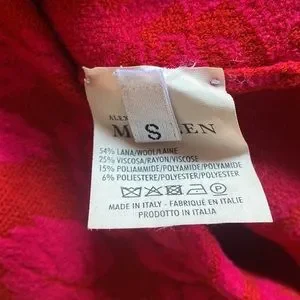 S
54% LANA/WOOL/LAINE
25% VISCOSA/RAYON/VISCOSE
15% POLIAMMIDE/POLYAMIDE/POLYAMIDE
6% POLIESTERE/POLYESTER/POLYESTER
MADE IN ITALY - FABRIQUÉ EN ITALIE
PRODOTTO IN ITALIA